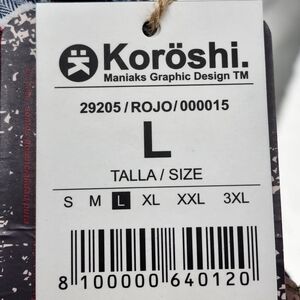 Koröshi.
Maniaks Graphic Design TM
29205/ROJO/000015
L
TALLA/SIZE
S M L XL XXL 3XL
8 100000 640120